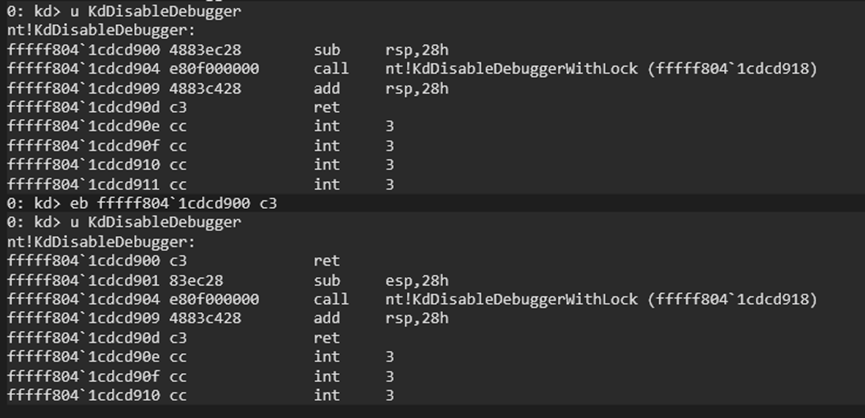 0: kd> u KdDisableDebugger
nt!KdDisableDebugger:
fffff804`1cdcd900 4883ec28 sub rsp,28h
fffff804`1cdcd904 e80f000000 call nt!KdDisableDebuggerWithLock (fffff804`1cdcd918)
fffff804`1cdcd909 4883c428 add rsp,28h
fffff804`1cdcd90d c3 ret
fffff804`1cdcd90e cc int 3
fffff804`1cdcd90f cc int 3
fffff804`1cdcd910 cc int 3
fffff804`1cdcd911 cc int 3
0: kd> eb fffff804`1cdcd900 c3
0: kd> u KdDisableDebugger
nt!KdDisableDebugger:
fffff804`1cdcd900 c3 ret
fffff804`1cdcd901 83ec28 sub esp,28h
fffff804`1cdcd904 e80f000000 call nt!KdDisableDebuggerWithLock (fffff804`1cdcd918)
fffff804`1cdcd909 4883c428 add rsp,28h
fffff804`1cdcd90d c3 ret
fffff804`1cdcd90e cc int 3
fffff804`1cdcd90f cc int 3
fffff804`1cdcd910 cc int 3